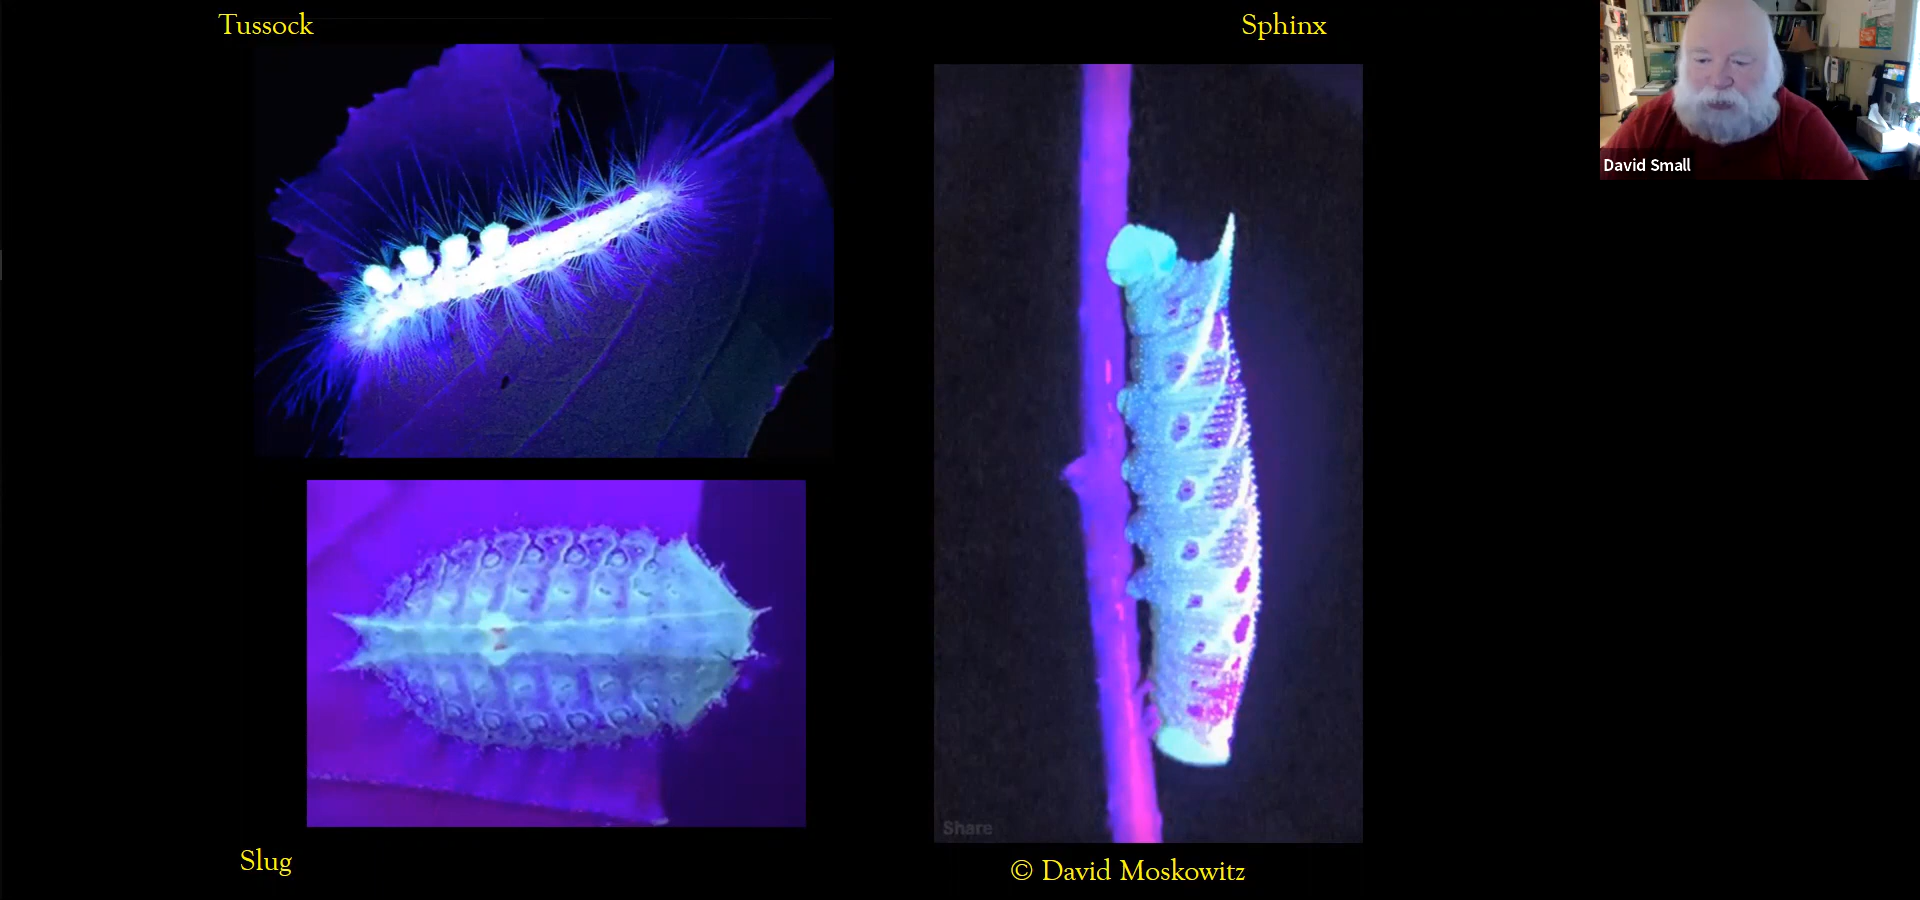 Tussock
Sphinx
David Small
Share
Slug
© David Moskowitz